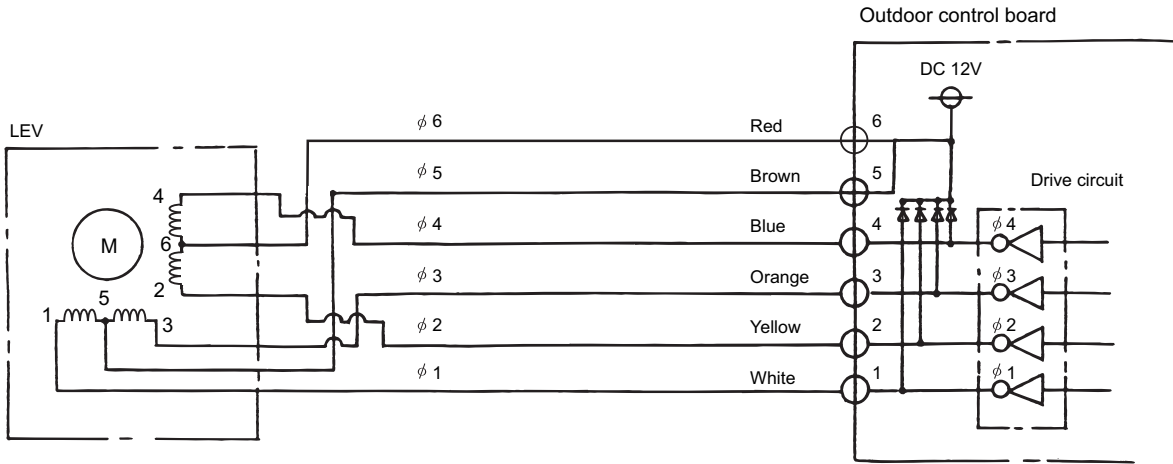 Outdoor control board
DC 12V
LEV
ϕ 6 Red 6
ϕ 5 Brown 5
Drive circuit
4
ϕ 4 Blue 4 ϕ 4
M 6
ϕ 3 Orange 3 ϕ 3
2
5
1 3
ϕ 2 Yellow 2 ϕ 2
ϕ 1 White 1 ϕ 1